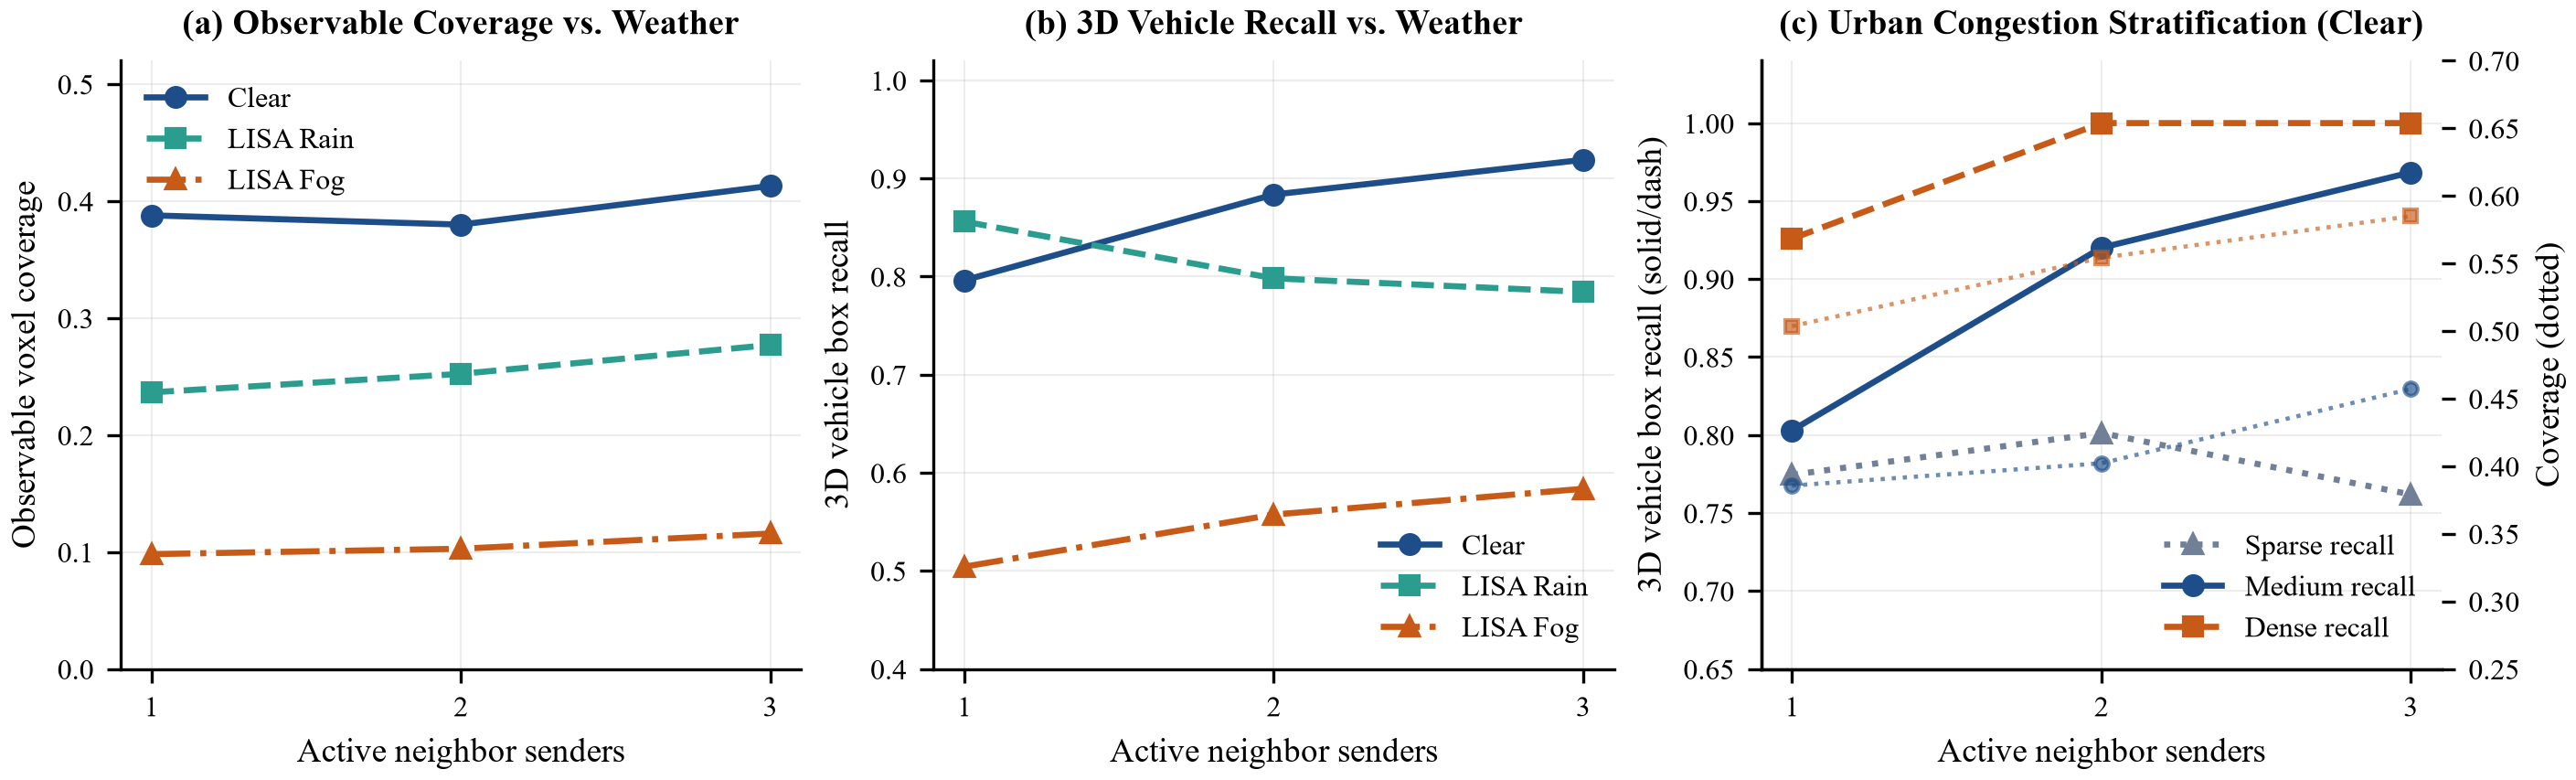 (a) Observable Coverage vs. Weather
Observable voxel coverage
0.5
0.4
0.3
0.2
0.1
0.0
Clear
LISA Rain
LISA Fog
1
2
3
Active neighbor senders
(b) 3D Vehicle Recall vs. Weather
3D vehicle box recall
1.0
0.9
0.8
0.7
0.6
0.5
0.4
Clear
LISA Rain
LISA Fog
1
2
3
Active neighbor senders
(c) Urban Congestion Stratification (Clear)
3D vehicle box recall (solid/dash)
1.00
0.95
0.90
0.85
0.80
0.75
0.70
0.65
Sparse recall
Medium recall
Dense recall
1
2
3
Active neighbor senders
0.70
0.65
0.60
0.55
0.50
0.45
0.40
0.35
0.30
0.25
Coverage (dotted)